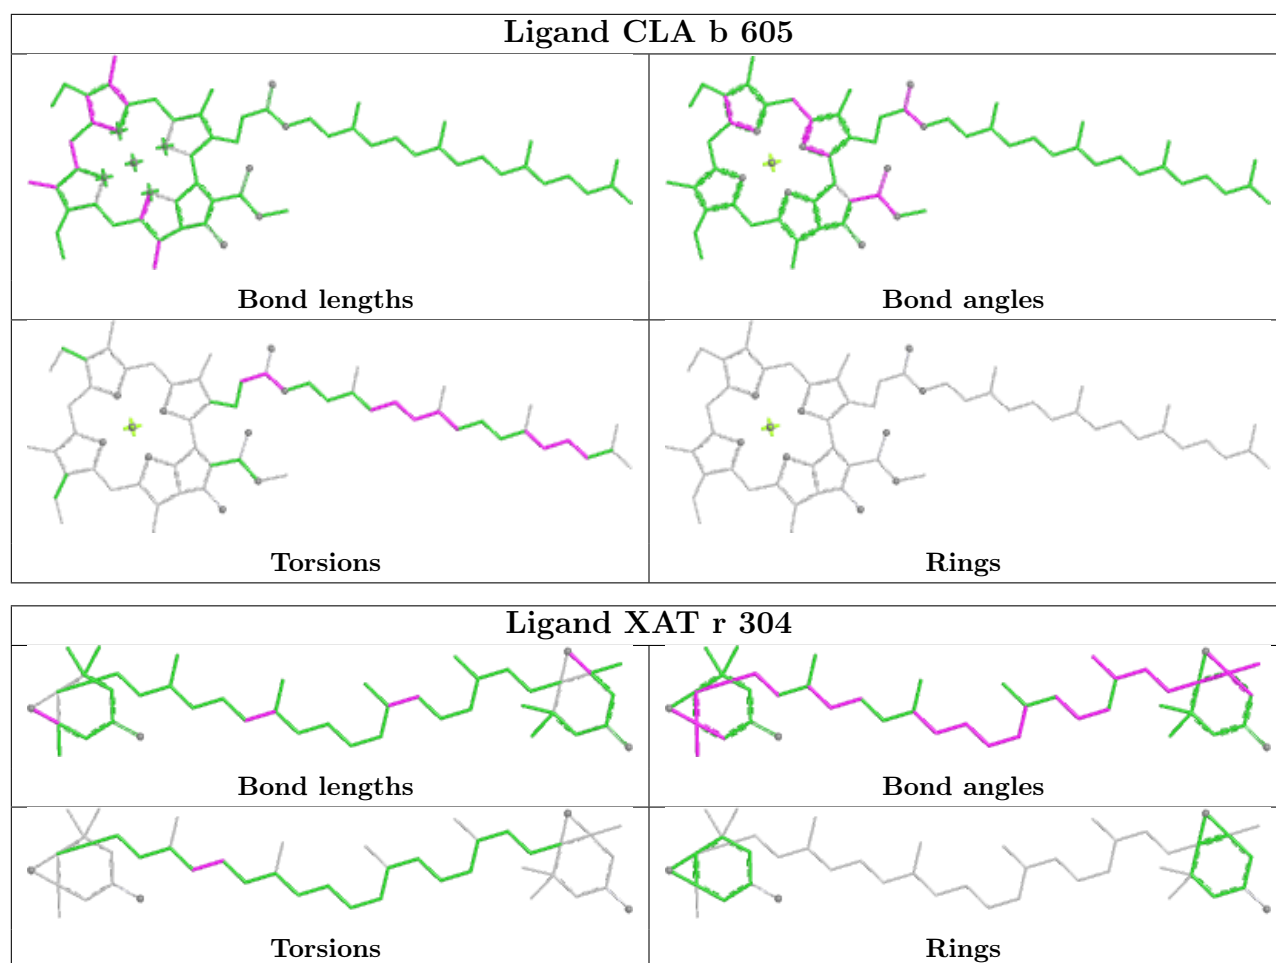 Ligand CLA b 605
Bond lengths
Bond angles
Torsions
Rings
Ligand XAT r 304
Bond lengths
Bond angles
Torsions
Rings